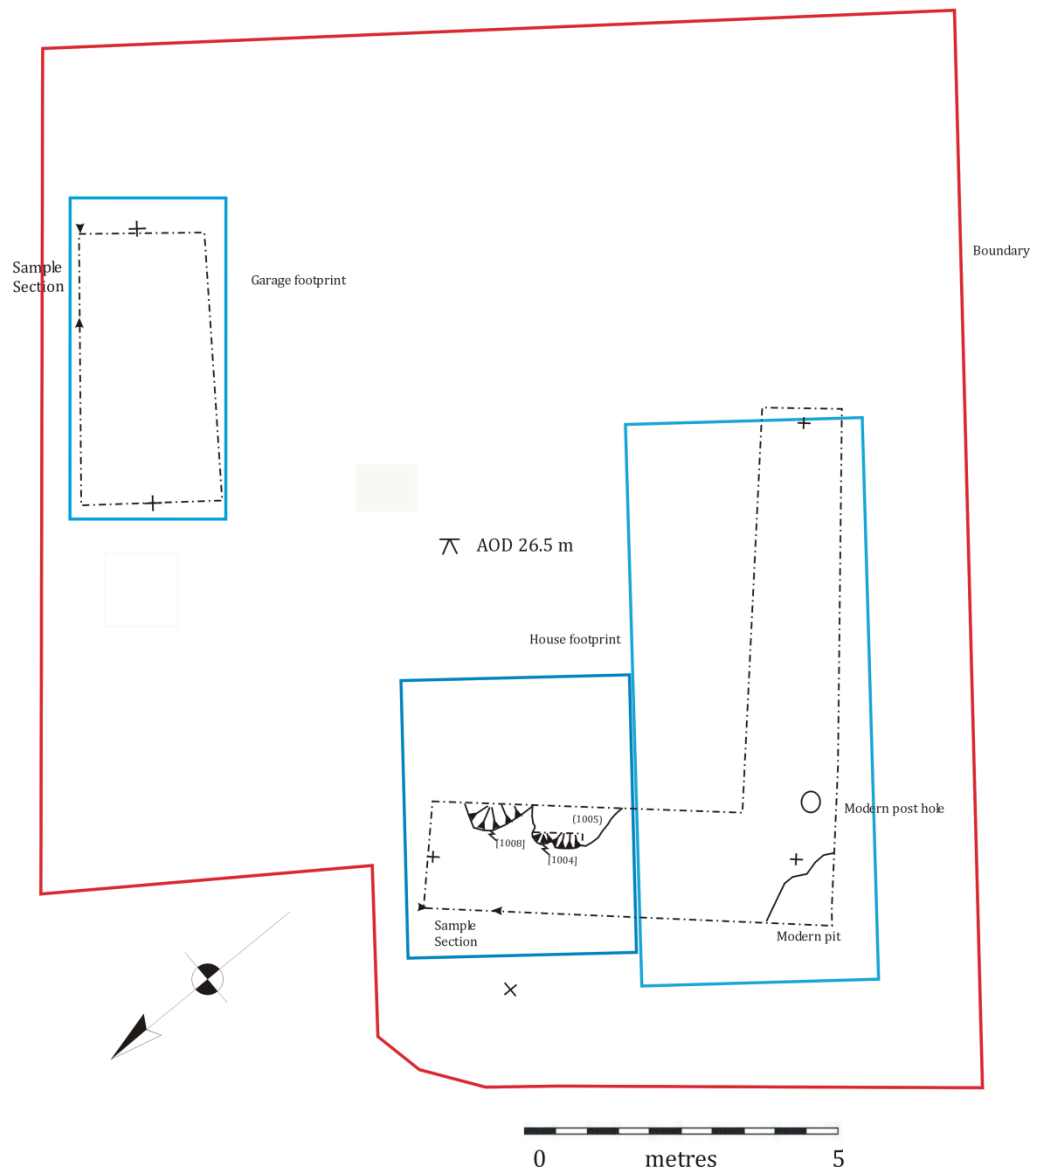 Boundary
Sample
Section
Garage footprint
AOD 26.5 m
House footprint
(1005)
Modern post hole
[1008]
[1004]
Sample
Section
Modern pit
0 metres 5